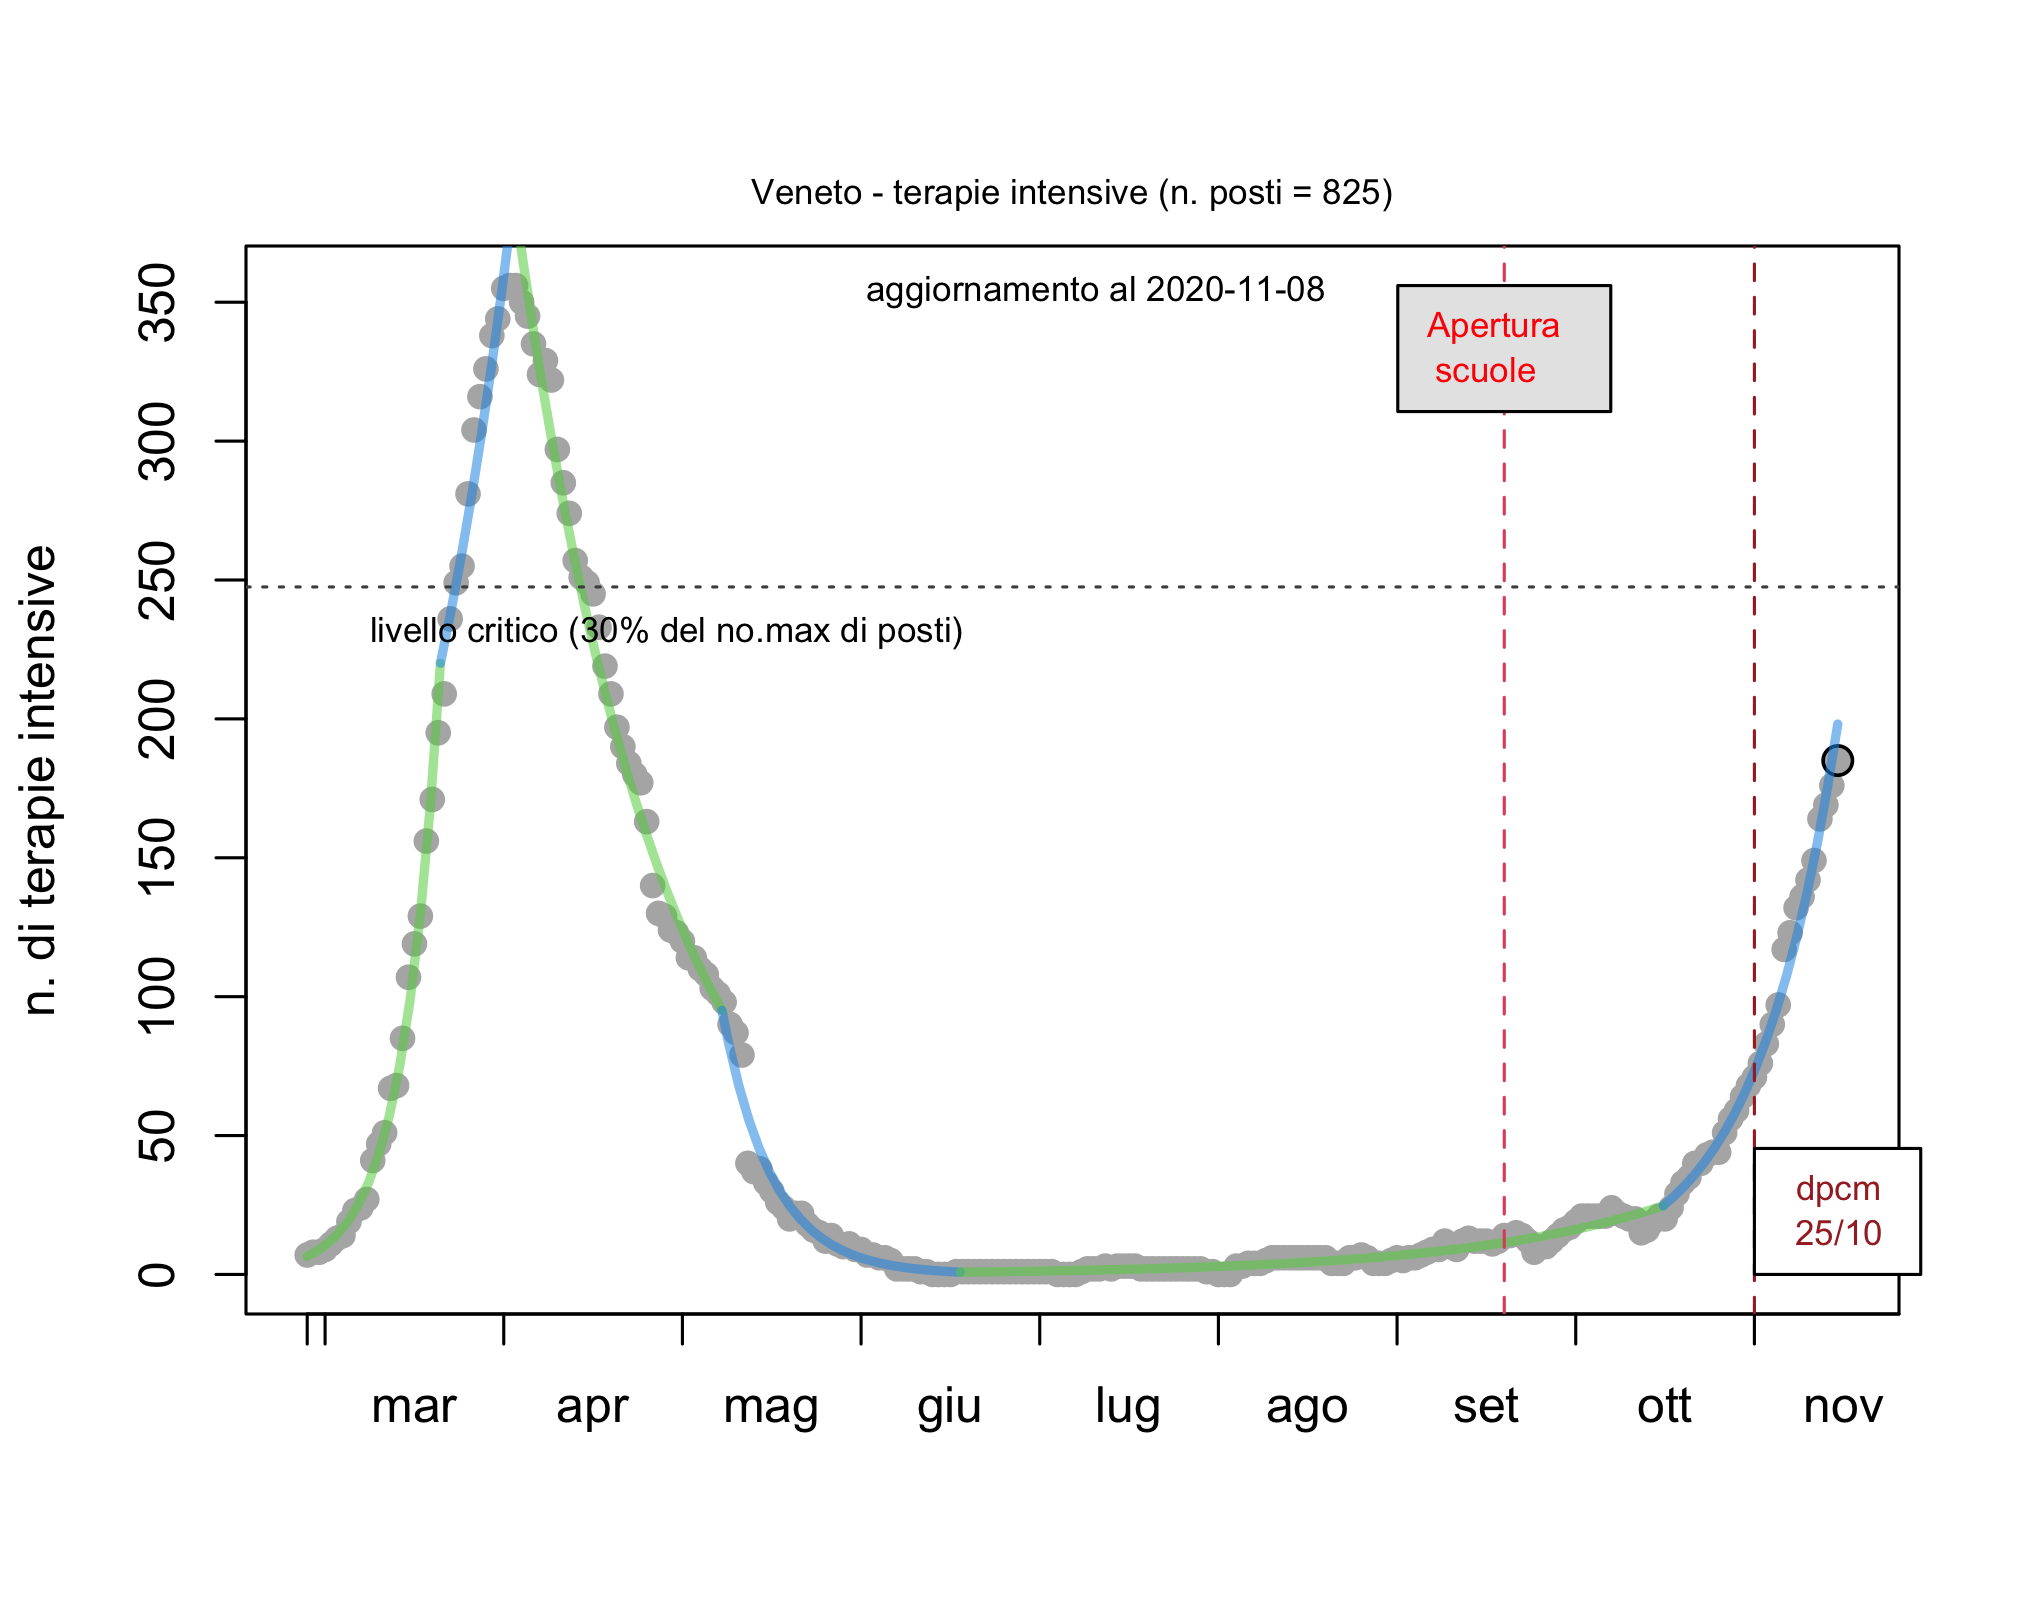 Veneto - terapie intensive (n. posti = 825)
aggiornamento al 2020-11-08
Apertura
scuole
livello critico (30% del no.max di posti)
dpcm
25/10
n. di terapie intensive
350
300
250
200
150
100
50
0
mar apr mag giu lug ago set ott nov